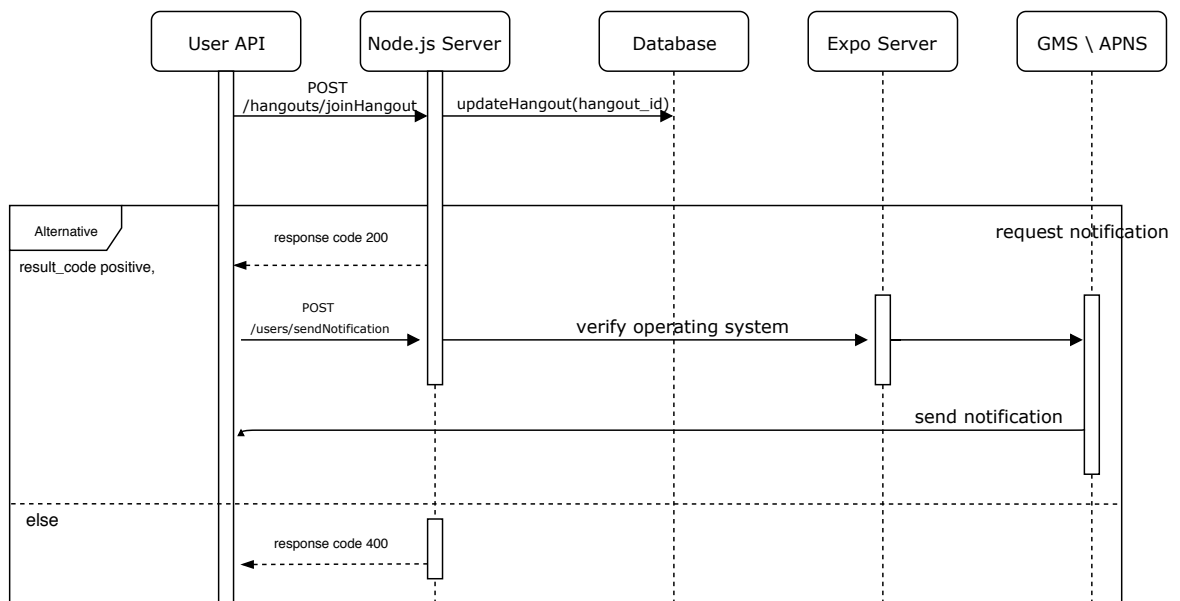 User API
Node.js Server
Database
Expo Server
GMS \ APNS
POST
/hangouts/joinHangout
updateHangout(hangout_id)
Alternative
response code 200
request notification
result_code positive,
POST
/users/sendNotification
verify operating system
send notification
else
response code 400